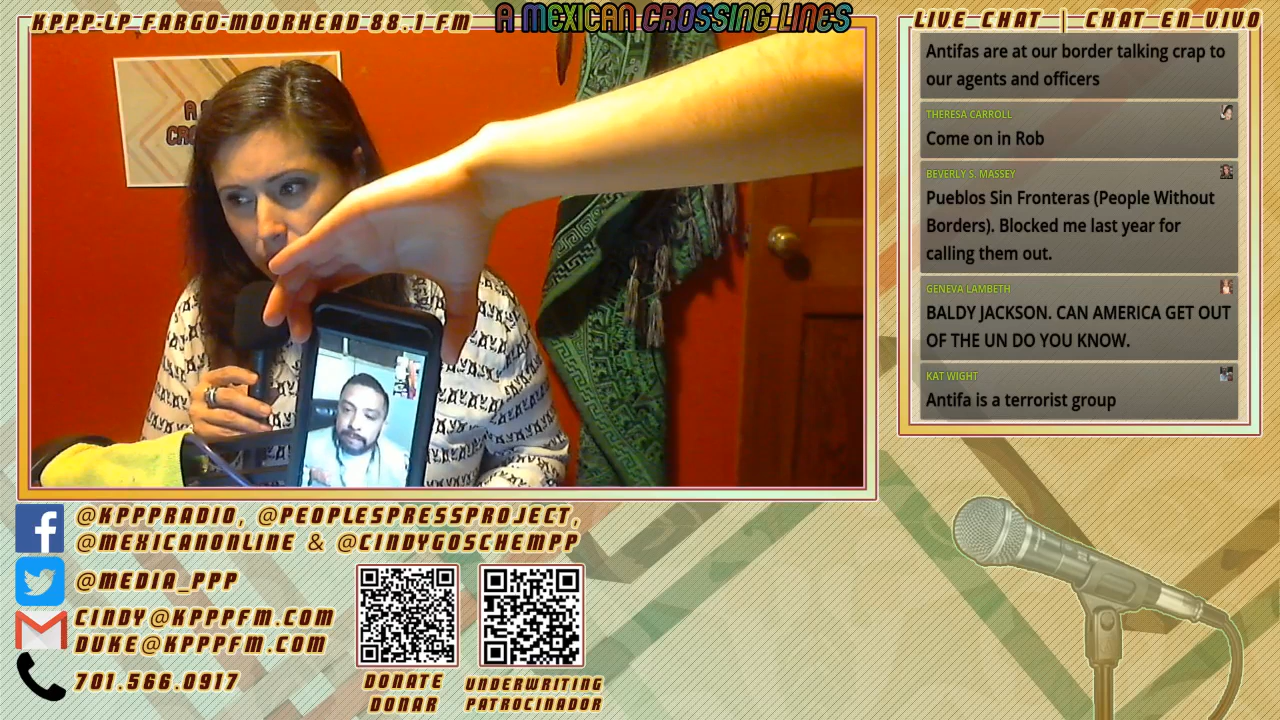 KPPP-LP FARGO-MOORHEAD 88.1 FM
A MEXICAN CROSSING LINES
LIVE CHAT | CHAT EN VIVO
Antifas are at our border talking crap to
our agents and officers
THERESA CARROLL
Come on in Rob
BEVERLY S. MASSEY
Pueblos Sin Fronteras (People Without
Borders). Blocked me last year for
calling them out.
GENEVA LAMBETH
BALDY JACKSON. CAN AMERICA GET OUT
OF THE UN DO YOU KNOW.
KAT WIGHT
Antifa is a terrorist group
@KPPPRADIO, @PEOPLESPRESSPROJECT,
@MEXICANONLINE & @CINDYGOSCHEMPP
@MEDIA_PPP
CINDY@KPPPFM.COM
DUKE@KPPPFM.COM
701.566.0917
DONATE
DONAR
UNDERWRITING
PATROCINADOR